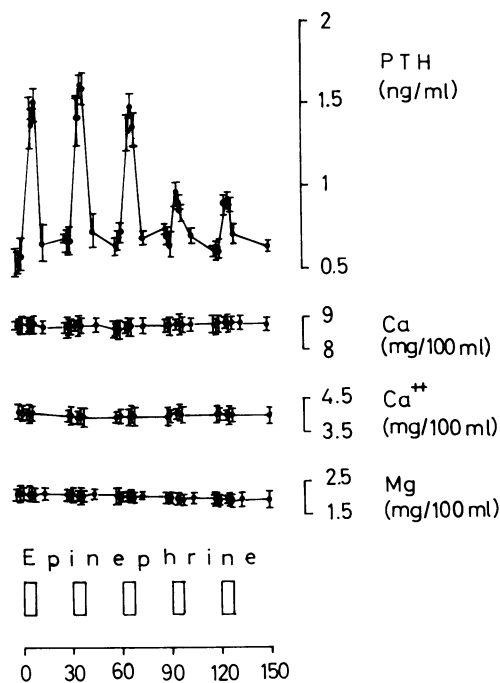 2
PTH
(ng/ml)
1.5
1
0.5
9
Ca
8
(mg/100 ml)
4.5
Ca++
3.5
(mg/100 ml)
2.5
Mg
1.5
(mg/100 ml)
Epinephrine
0 30 60 90 120 150